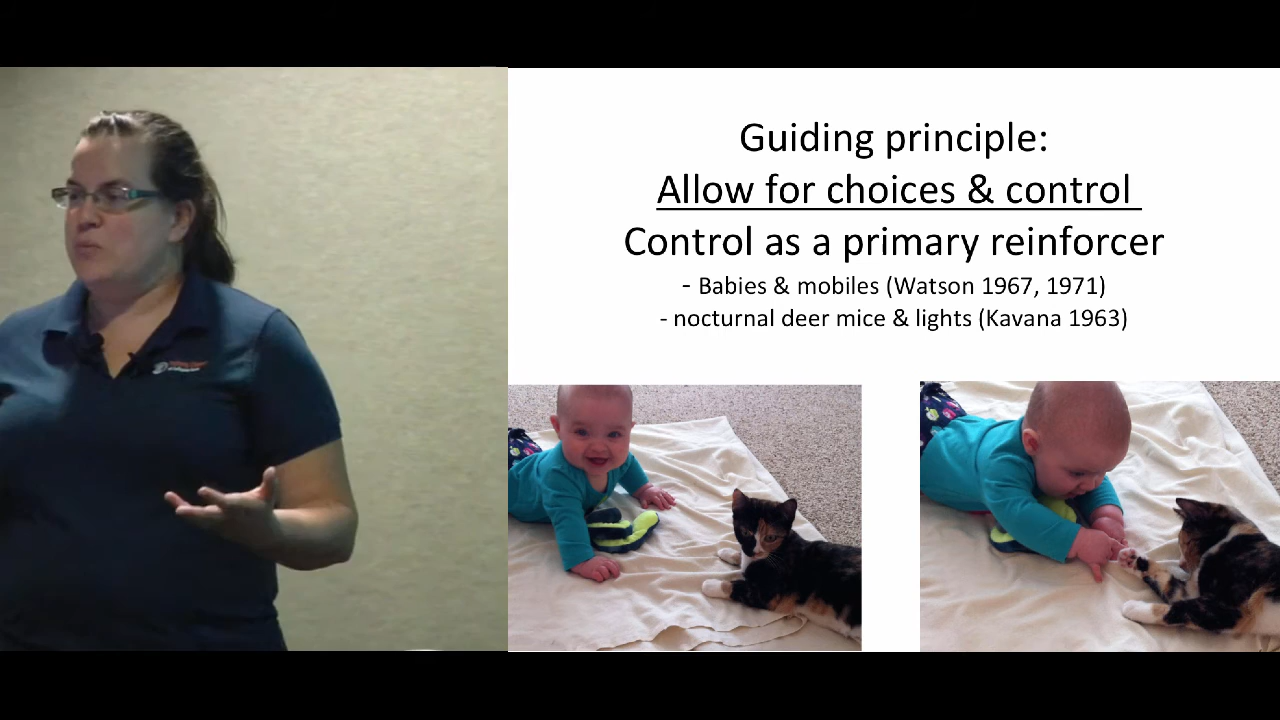 Guiding principle:
Allow for choices & control
Control as a primary reinforcer
- Babies & mobiles (Watson 1967, 1971)
- nocturnal deer mice & lights (Kavana 1963)